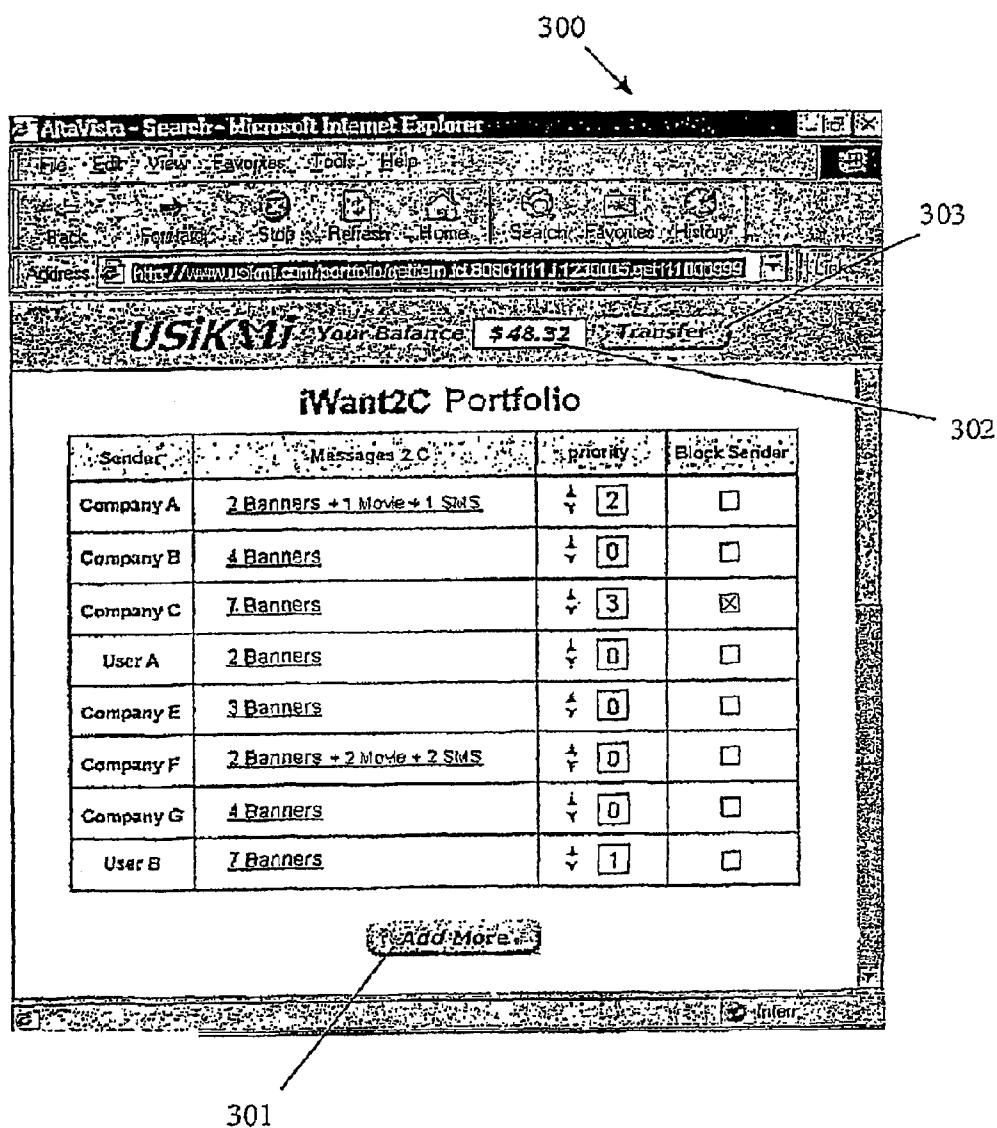 300
AltaVista - Search - Microsoft Internet Explorer
File Edit View Favorites Tools Help
Back Forward Stop Refresh Home Search Favorites History
303
Address
USiKMi Your Balance $48.32 Transfer
302
iWant2C Portfolio
Sender Messages 2 C priority Block Sender
Company A 2 Banners + 1 Movie + 1 SMS 2
Company B 4 Banners 0
Company C 7 Banners 3
User A 2 Banners 0
Company E 3 Banners 0
Company F 2 Banners + 2 Movie + 2 SMS 0
Company G 4 Banners 0
User B 7 Banners 1
Add More
301